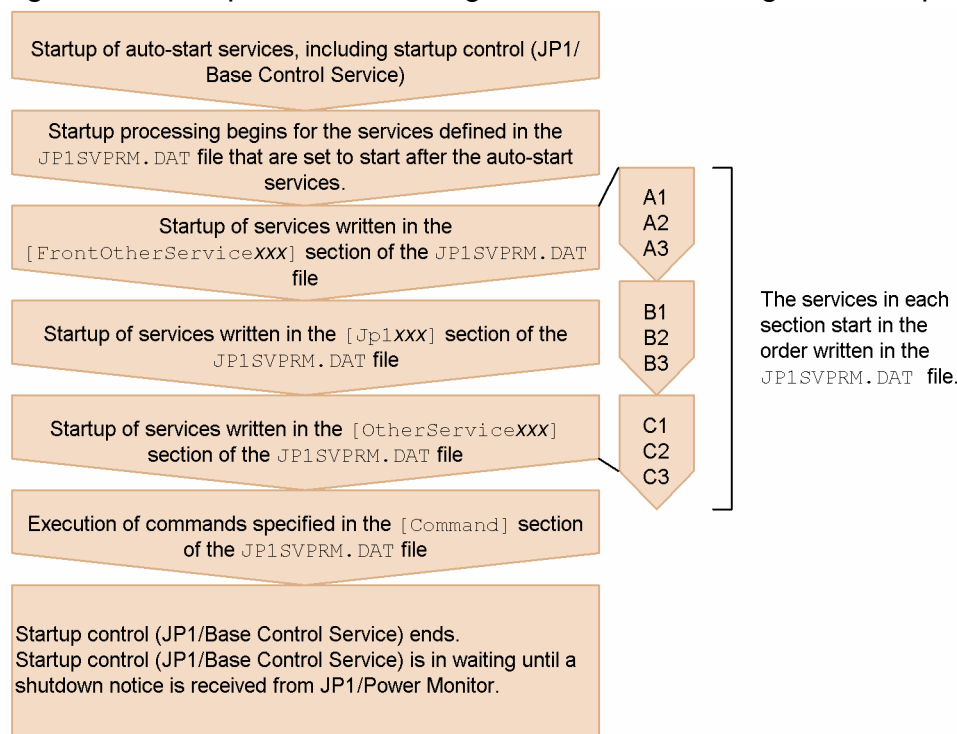 Startup of auto-start services, including startup control (JP1/
Base Control Service)
Startup processing begins for the services defined in the
JP1SVPRM.DAT file that are set to start after the auto-start
services.
Startup of services written in the
[FrontOtherServicexxx] section of the JP1SVPRM.DAT
file
Startup of services written in the [Jp1xxx] section of the
JP1SVPRM.DAT file
Startup of services written in the [OtherServicexxx]
section of the JP1SVPRM.DAT file
Execution of commands specified in the [Command] section
of the JP1SVPRM.DAT file
Startup control (JP1/Base Control Service) ends.
Startup control (JP1/Base Control Service) is in waiting until a
shutdown notice is received from JP1/Power Monitor.
A1
A2
A3
B1
B2
B3
C1
C2
C3
The services in each
section start in the
order written in the
JP1SVPRM.DAT file.